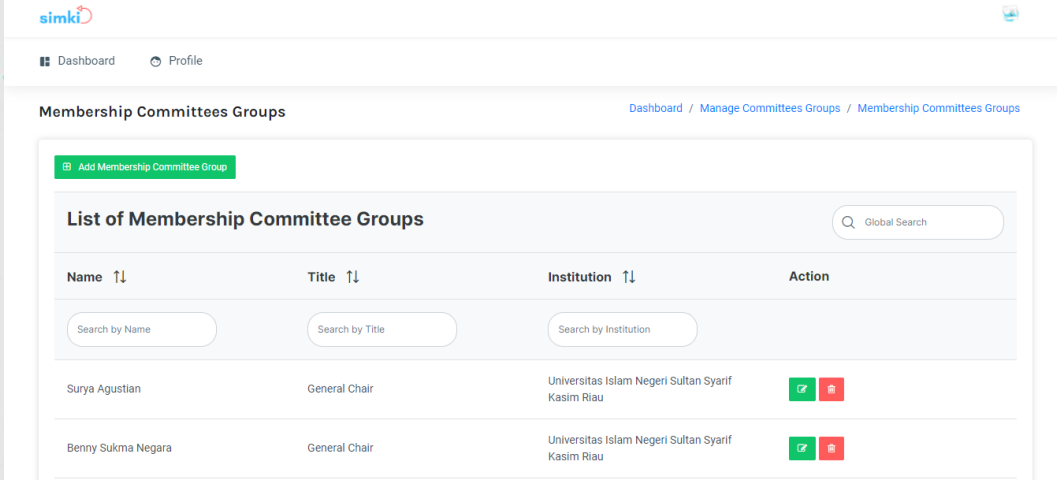 simki
Dashboard Profile
Membership Committees Groups
Dashboard / Manage Committees Groups / Membership Committees Groups
Add Membership Committee Group
List of Membership Committee Groups
Global Search
Name Title Institution Action
Search by Name Search by Title Search by Institution
Surya Agustian General Chair Universitas Islam Negeri Sultan Syarif
Kasim Riau
Benny Sukma Negara General Chair Universitas Islam Negeri Sultan Syarif
Kasim Riau